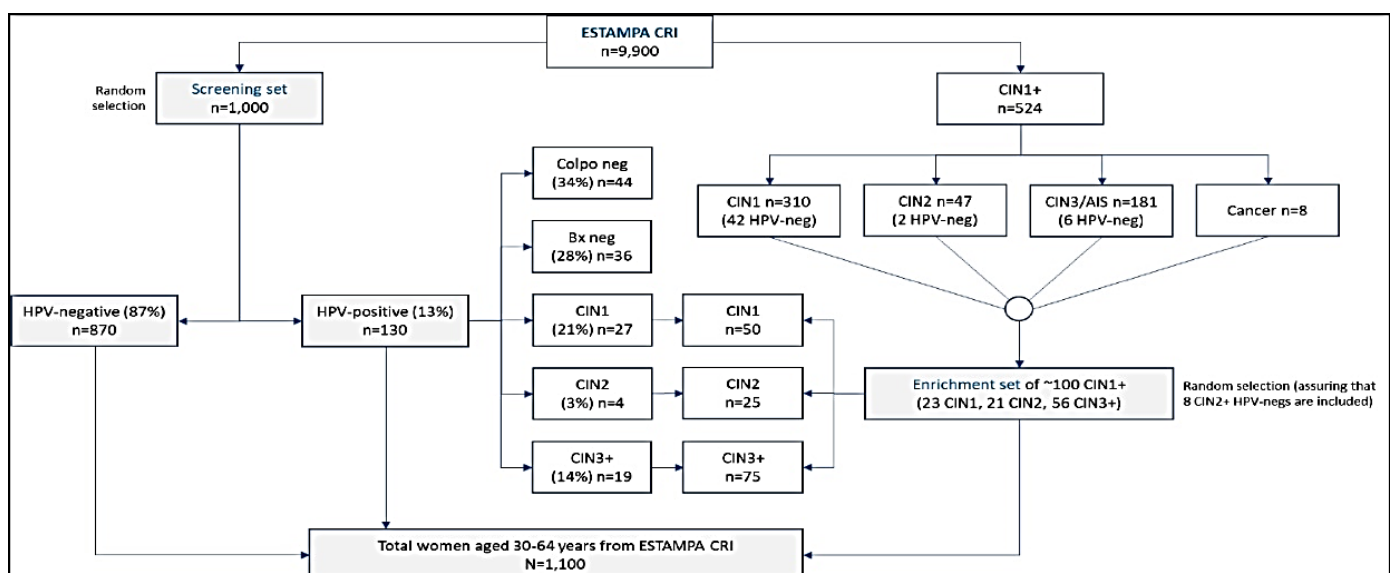 ESTAMPA CRI
n=9,900
Random
selection
Screening set
n=1,000
CIN1+
n=524
Colpo neg
(34%) n=44
Bx neg
(28%) n=36
CIN1 n=310
(42 HPV-neg)
CIN2 n=47
(2 HPV-neg)
CIN3/AIS n=181
(6 HPV-neg)
Cancer n=8
HPV-negative (87%)
n=870
HPV-positive (13%)
n=130
CIN1
(21%) n=27
CIN1
n=50
CIN2
(3%) n=4
CIN2
n=25
CIN3+
(14%) n=19
CIN3+
n=75
Enrichment set of ~100 CIN1+
(23 CIN1, 21 CIN2, 56 CIN3+)
Random selection (assuring that
8 CIN2+ HPV-negs are included)
Total women aged 30-64 years from ESTAMPA CRI
N=1,100